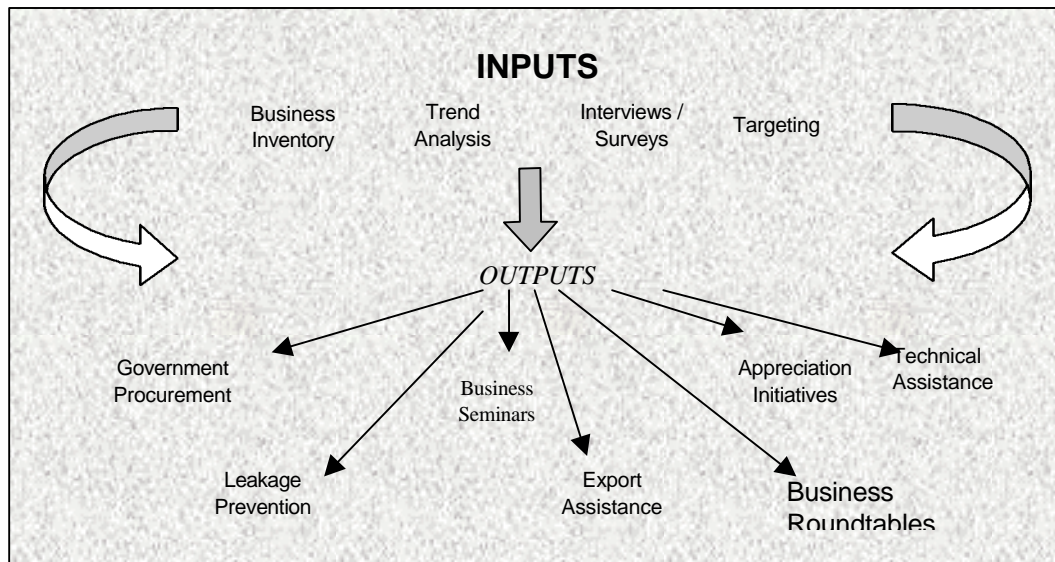 INPUTS
Business
Inventory
Trend
Analysis
Interviews /
Surveys
Targeting
OUTPUTS
Government
Procurement
Business
Seminars
Appreciation
Initiatives
Technical
Assistance
Leakage
Prevention
Export
Assistance
Business
Roundtables